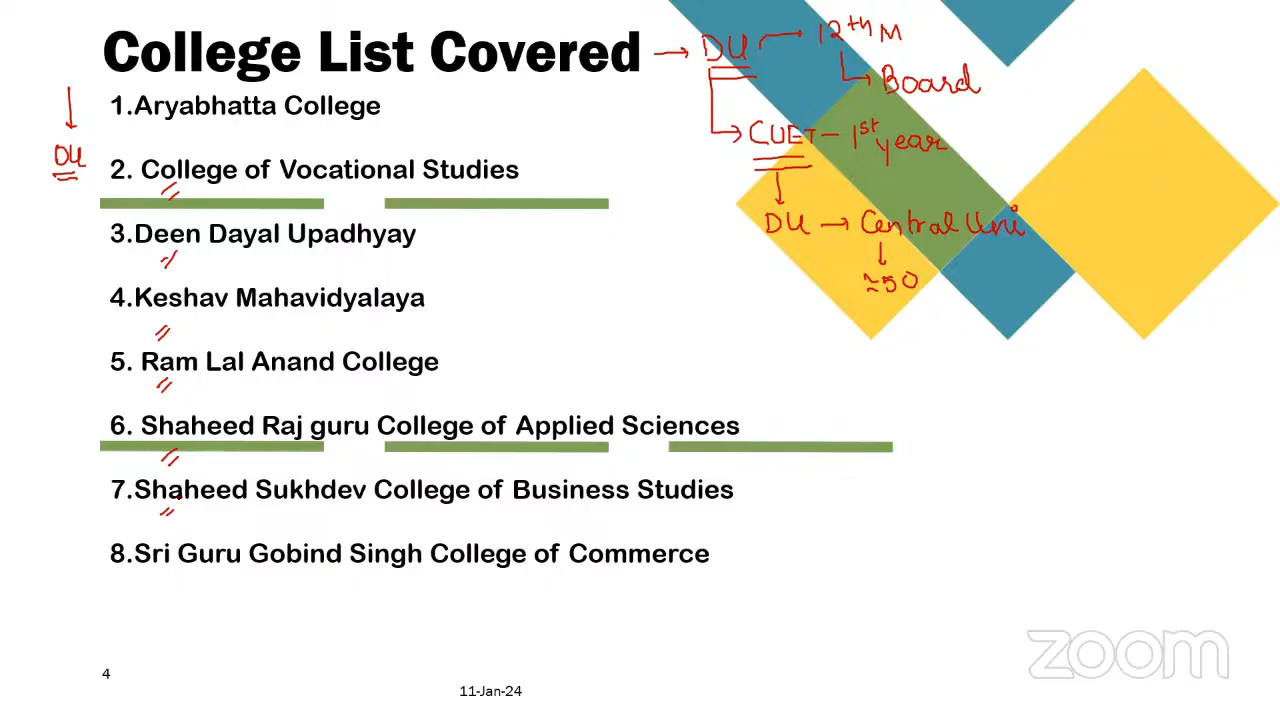 College List Covered → DU → 12th M
Board
1.Aryabhatta College
CUET – 1st year
DU
2. College of Vocational Studies
DU → Central Uni
3.Deen Dayal Upadhyay
≈50
4.Keshav Mahavidyalaya
5. Ram Lal Anand College
6. Shaheed Raj guru College of Applied Sciences
7.Shaheed Sukhdev College of Business Studies
8.Sri Guru Gobind Singh College of Commerce
zoom
4
11-Jan-24